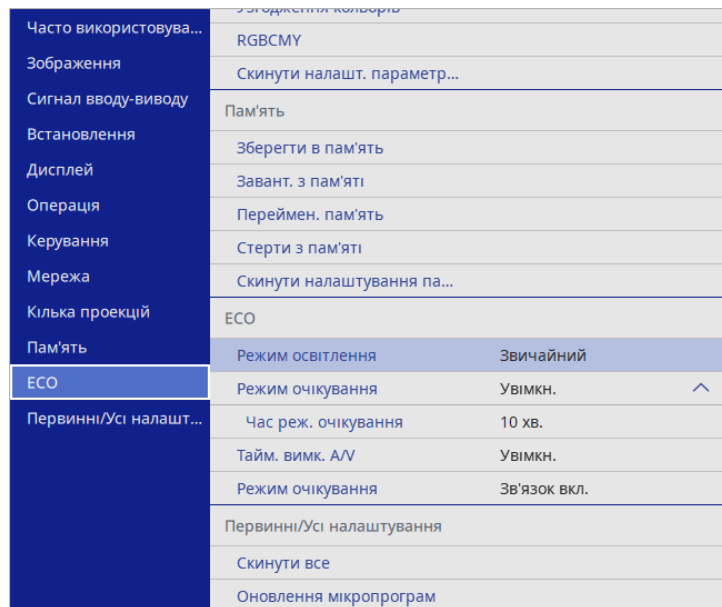 Часто використовува...
Зображення
Сигнал вводу-виводу
Встановлення
Дисплей
Операція
Керування
Мережа
Кілька проекцій
Пам'ять
ECO
Первинні/Усі налашт...
Узгодження кольорів
RGBCMY
Скинути налашт. параметр...
Пам'ять
Зберегти в пам'ять
Завант. з пам'яті
Переймен. пам'ять
Стерти з пам'яті
Скинути налаштування па...
ECO
Режим освітлення Звичайний
Режим очікування Увімкн.
Час реж. очікування 10 хв.
Тайм. вимк. A/V Увімкн.
Режим очікування Зв'язок вкл.
Первинні/Усі налаштування
Скинути все
Оновлення мікропрограм